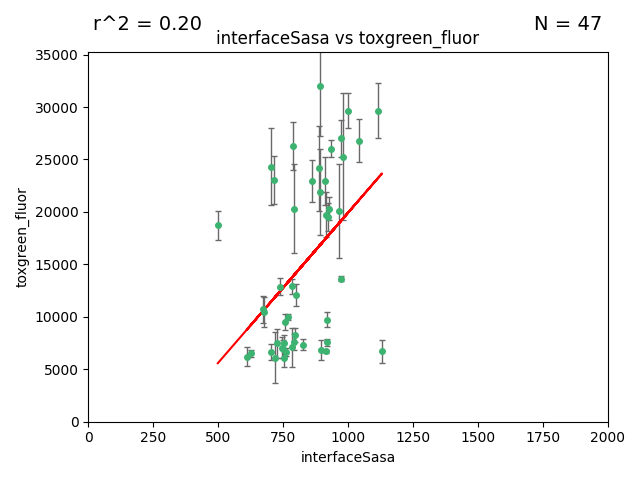 r^2 = 0.20
N = 47
interfaceSasa vs toxgreen_fluor
35000
30000
25000
20000
15000
10000
5000
0
toxgreen_fluor
0 250 500 750 1000 1250 1500 1750 2000
interfaceSasa